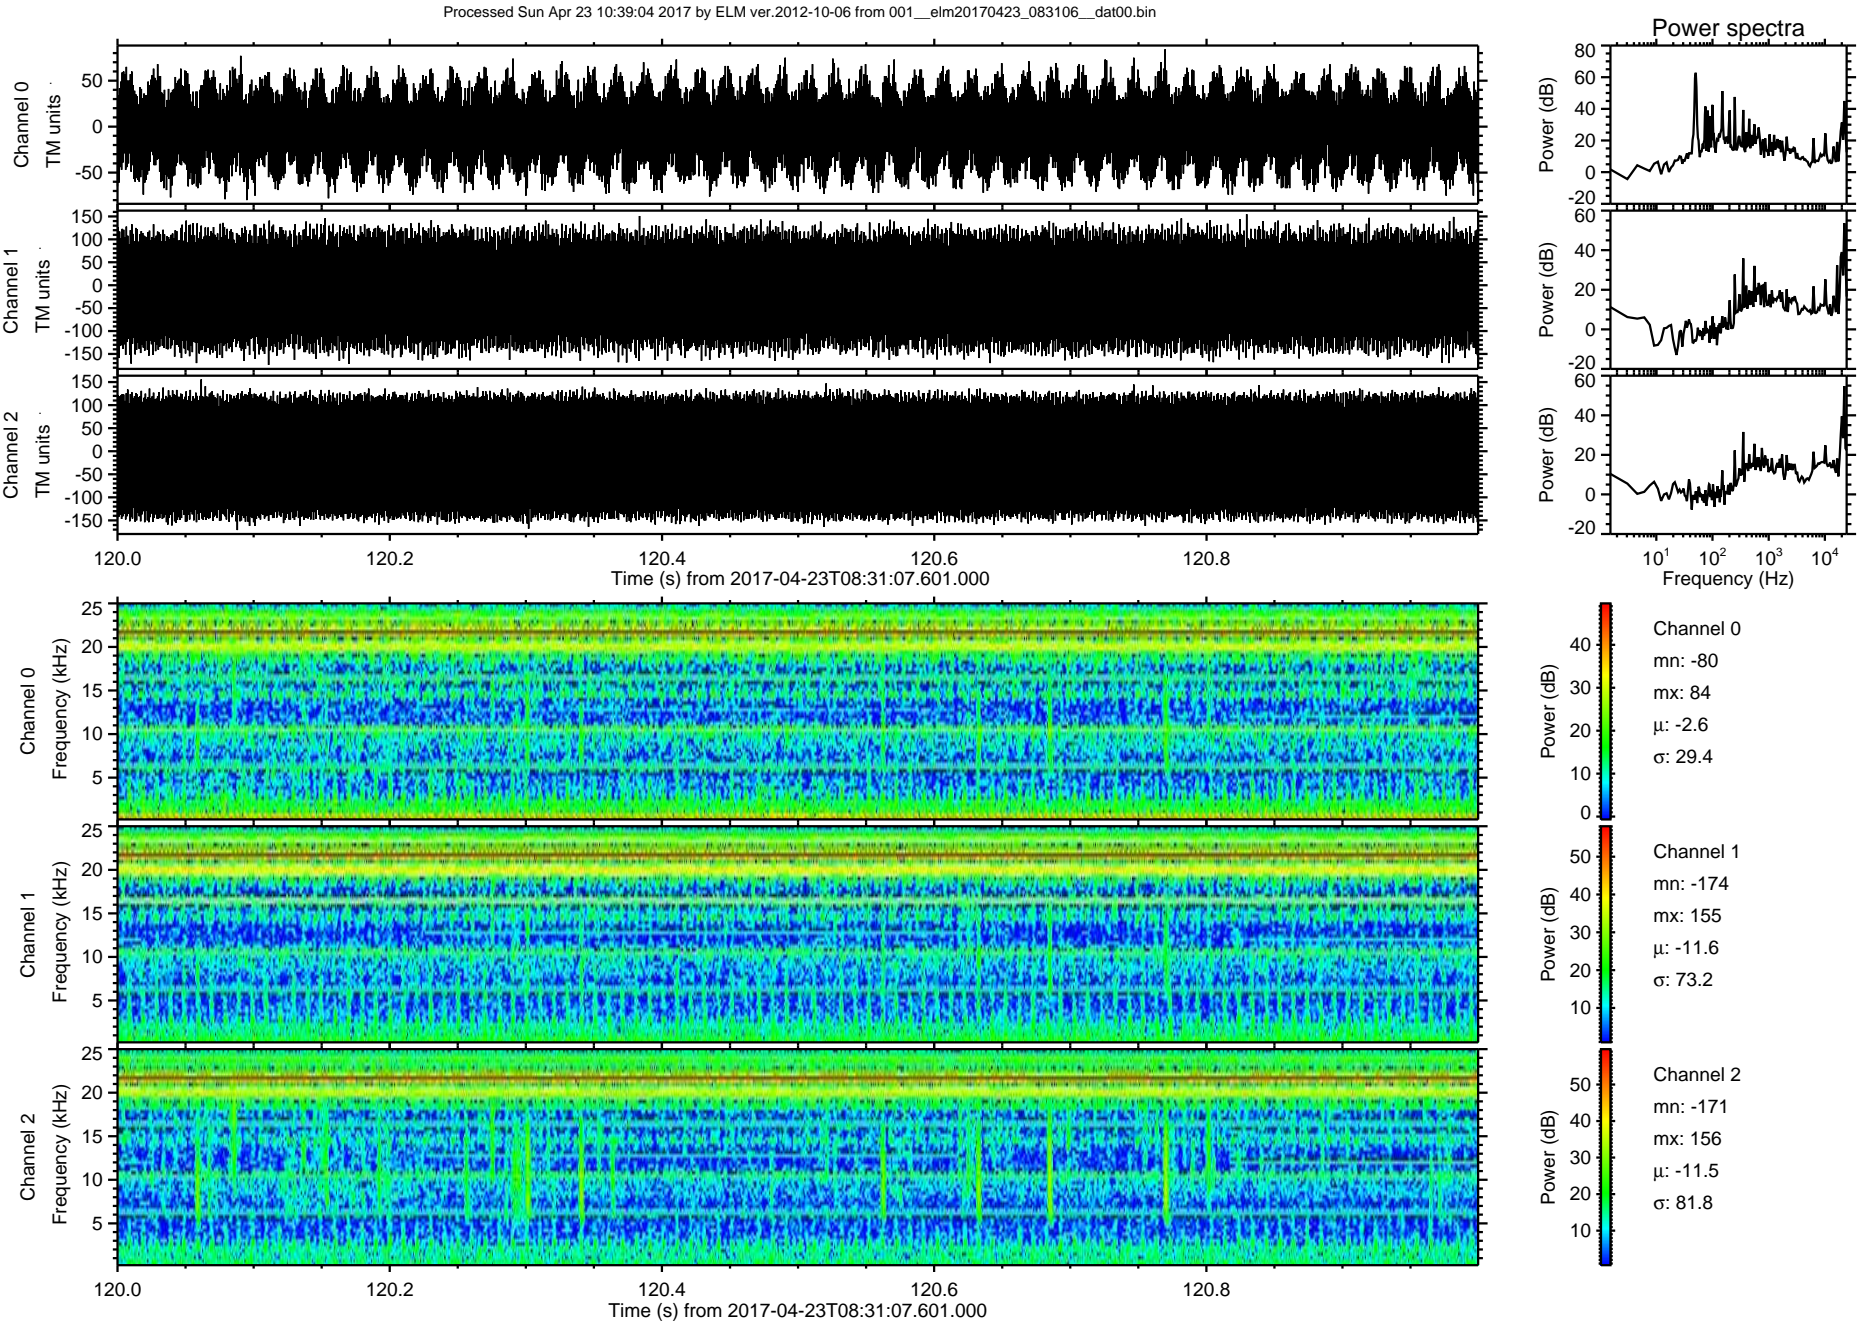 Processed Sun Apr 23 10:39:04 2017 by ELM ver.2012-10-06 from 001__elm20170423_083106__dat00.bin
Power spectra
Channel 0
TM units
50
0
-50
Power (dB)
80
60
40
20
0
-20
Channel 1
TM units
150
100
50
0
-50
-100
-150
Power (dB)
60
40
20
0
-20
Channel 2
TM units
150
100
50
0
-50
-100
-150
Power (dB)
60
40
20
0
-20
120.0 120.2 120.4 120.6 120.8
Time (s) from 2017-04-23T08:31:07.601.000
10¹ 10² 10³ 10⁴
Frequency (Hz)
Channel 0
Frequency (kHz)
25
20
15
10
5
Power (dB)
40
30
20
10
0
Channel 0
mn: -80
mx: 84
µ: -2.6
σ: 29.4
Channel 1
Frequency (kHz)
25
20
15
10
5
Power (dB)
50
40
30
20
10
Channel 1
mn: -174
mx: 155
µ: -11.6
σ: 73.2
Channel 2
Frequency (kHz)
25
20
15
10
5
Power (dB)
50
40
30
20
10
Channel 2
mn: -171
mx: 156
µ: -11.5
σ: 81.8
120.0 120.2 120.4 120.6 120.8
Time (s) from 2017-04-23T08:31:07.601.000